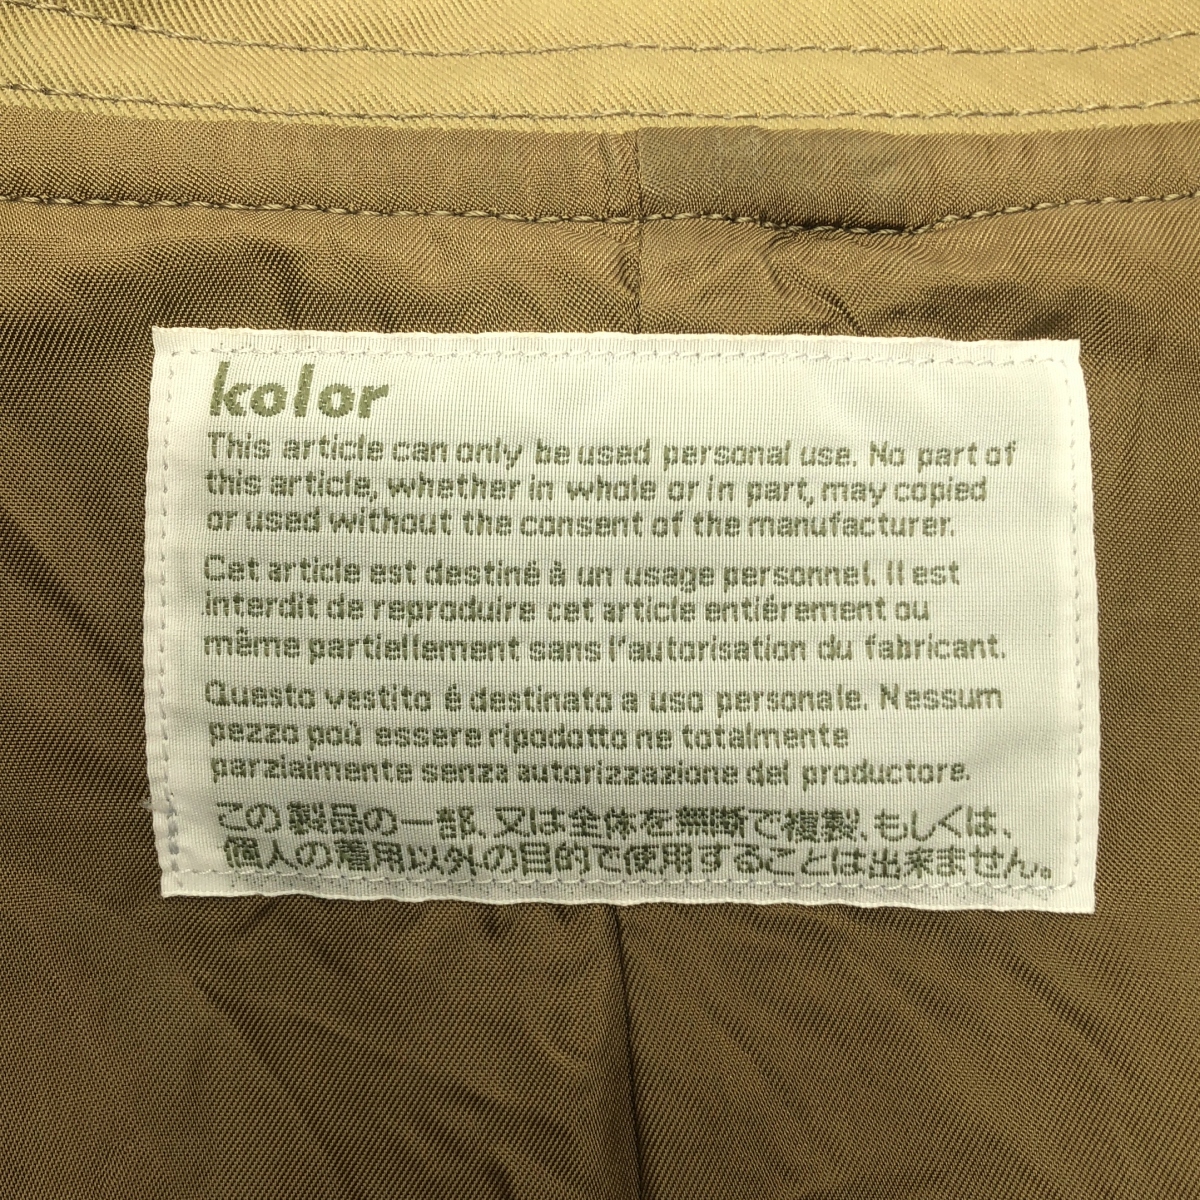 kolor
This article can only be used personal use. No part of
this article, whether in whole or in part, may copied
or used without the consent of the manufacturer.
Cet article est destiné à un usage personnel. Il est
interdit de reproduire cet article entiérement ou
même partiellement sans l'autorisation du fabricant.
Questo vestito é destinato a uso personale. Nessum
pezzo poù essere ripodotto ne totalmente
parziaimente senza autorizzazione del productore.
この製品の一部、又は全体を無断で複製、もしくは、
個人の着用以外の目的で使用することは出来ません。